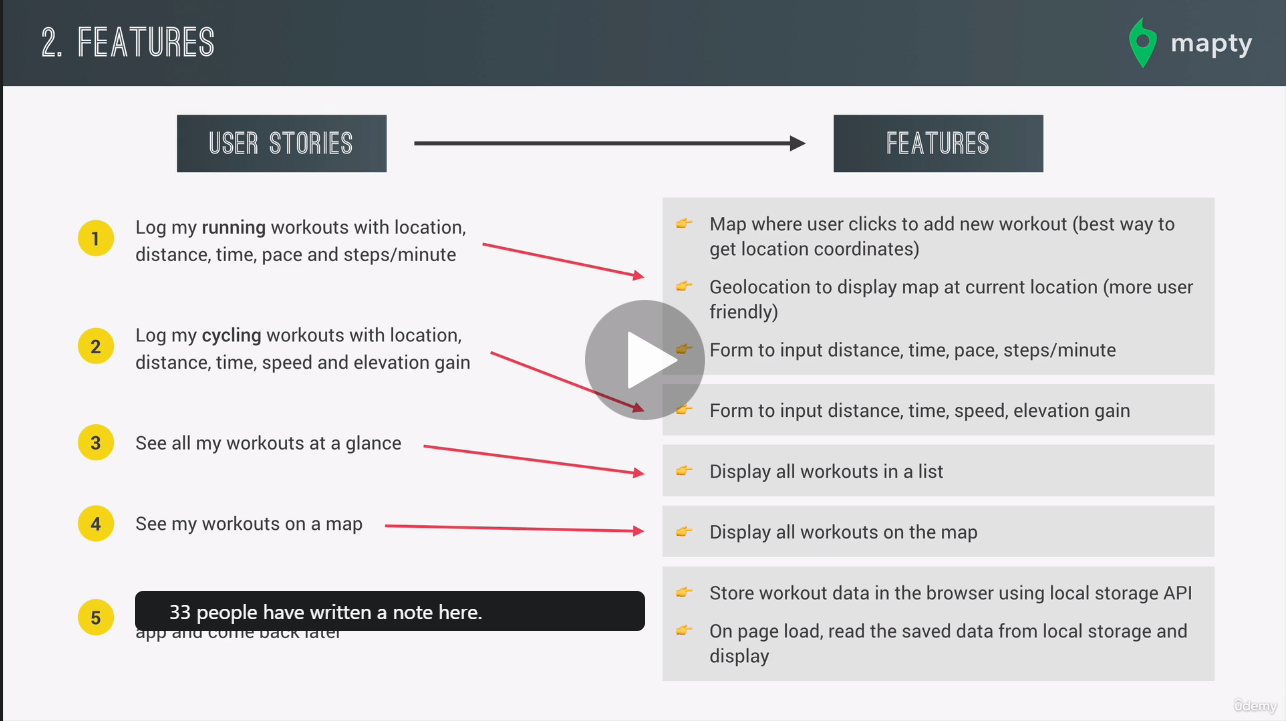 2. FEATURES
mapty
USER STORIES
FEATURES
1
Log my running workouts with location,
distance, time, pace and steps/minute
2
Log my cycling workouts with location,
distance, time, speed and elevation gain
3
See all my workouts at a glance
4
See my workouts on a map
5
33 people have written a note here.
app and come back later
Map where user clicks to add new workout (best way to
get location coordinates)
Geolocation to display map at current location (more user
friendly)
Form to input distance, time, pace, steps/minute
Form to input distance, time, speed, elevation gain
Display all workouts in a list
Display all workouts on the map
Store workout data in the browser using local storage API
On page load, read the saved data from local storage and
display
ûdemy